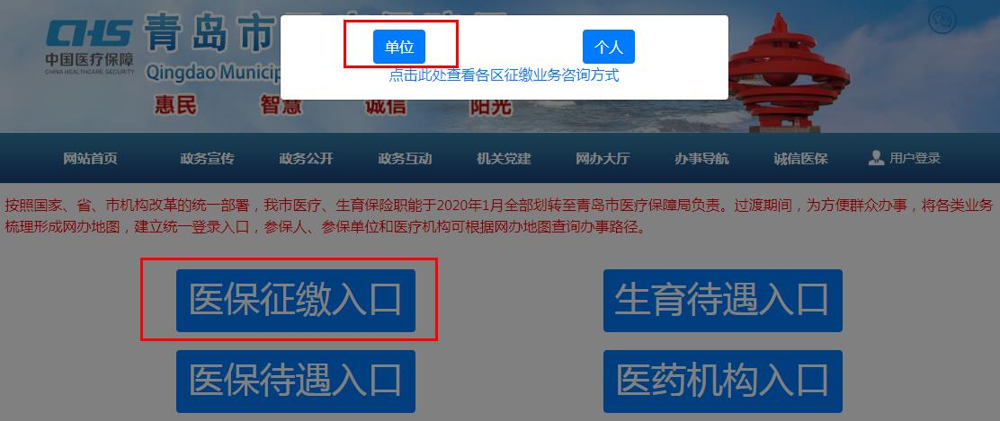 CHS
中国医疗保障
CHINA HEALTHCARE SECURITY
青岛市
Qingdao Municip
惠民 智慧 诚信 阳光
单位 个人
点击此处查看各区征缴业务咨询方式
网站首页 政务宣传 政务公开 政务互动 机关党建 网办大厅 办事导航 诚信医保 用户登录
按照国家、省、市机构改革的统一部署，我市医疗、生育保险职能于2020年1月全部划转至青岛市医疗保障局负责。过渡期间，为方便群众办事，将各类业务
梳理形成网办地图，建立统一登录入口，参保人、参保单位和医疗机构可根据网办地图查询办事路径。
医保征缴入口 生育待遇入口
医保待遇入口 医药机构入口